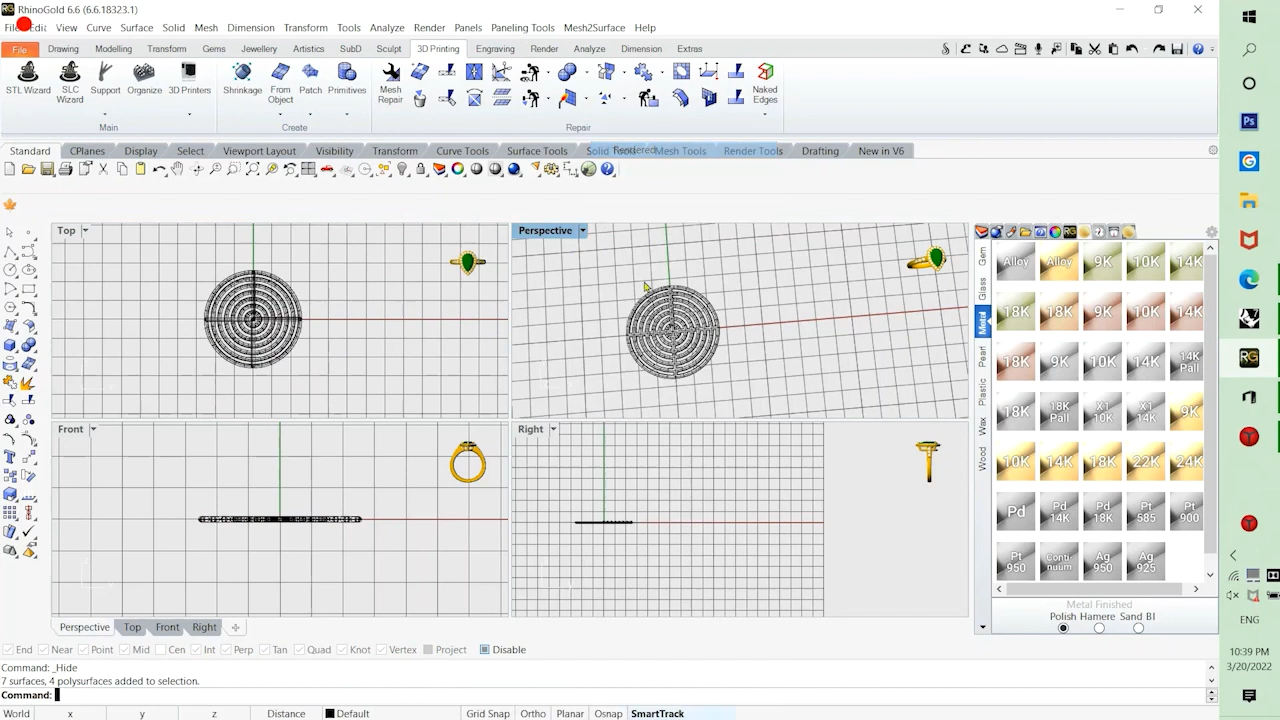 RhinoGold 6.6 (6.6.18323.1)
Edit View Curve Surface Solid Mesh Dimension Transform Tools Analyze Render Panels Paneling Tools Mesh2Surface Help
File Drawing Modelling Transform Gems Jewellery Artistics SubD Sculpt 3D Printing Engraving Render Analyze Dimension Extras
STL Wizard SLC Wizard Support Organize 3D Printers Shrinkage From Object Patch Primitives Mesh Repair Naked Edges
Main Create Repair
Standard CPlanes Display Select Viewport Layout Visibility Transform Curve Tools Surface Tools Solid Tools Rendered Mesh Tools Render Tools Drafting New in V6
Top Perspective
Front Right
Gem
Glass
Metal
Pearl
Plastic
Wax
Wood
Alloy Alloy 9K 10K 14K
18K 18K 9K 10K 14K
18K 9K 10K 14K 14K Pall
18K 18K Pall X1 10K X1 14K 9K
10K 14K 18K 22K 24K
Pd Pd 14K Pd 18K Pt 585 Pt 900
Pt 950 Conti nuum Ag 950 Ag 925
Metal Finished
Polish Hamere Sand Bl
Perspective Top Front Right
End Near Point Mid Cen Int Perp Tan Quad Knot Vertex Project Disable
Command: _Hide
7 surfaces, 4 polysurfaces added to selection.
Command:
World x y z Distance Default Grid Snap Ortho Planar Osnap SmartTrack
RG
Ps
G
RG
ENG
10:39 PM
3/20/2022